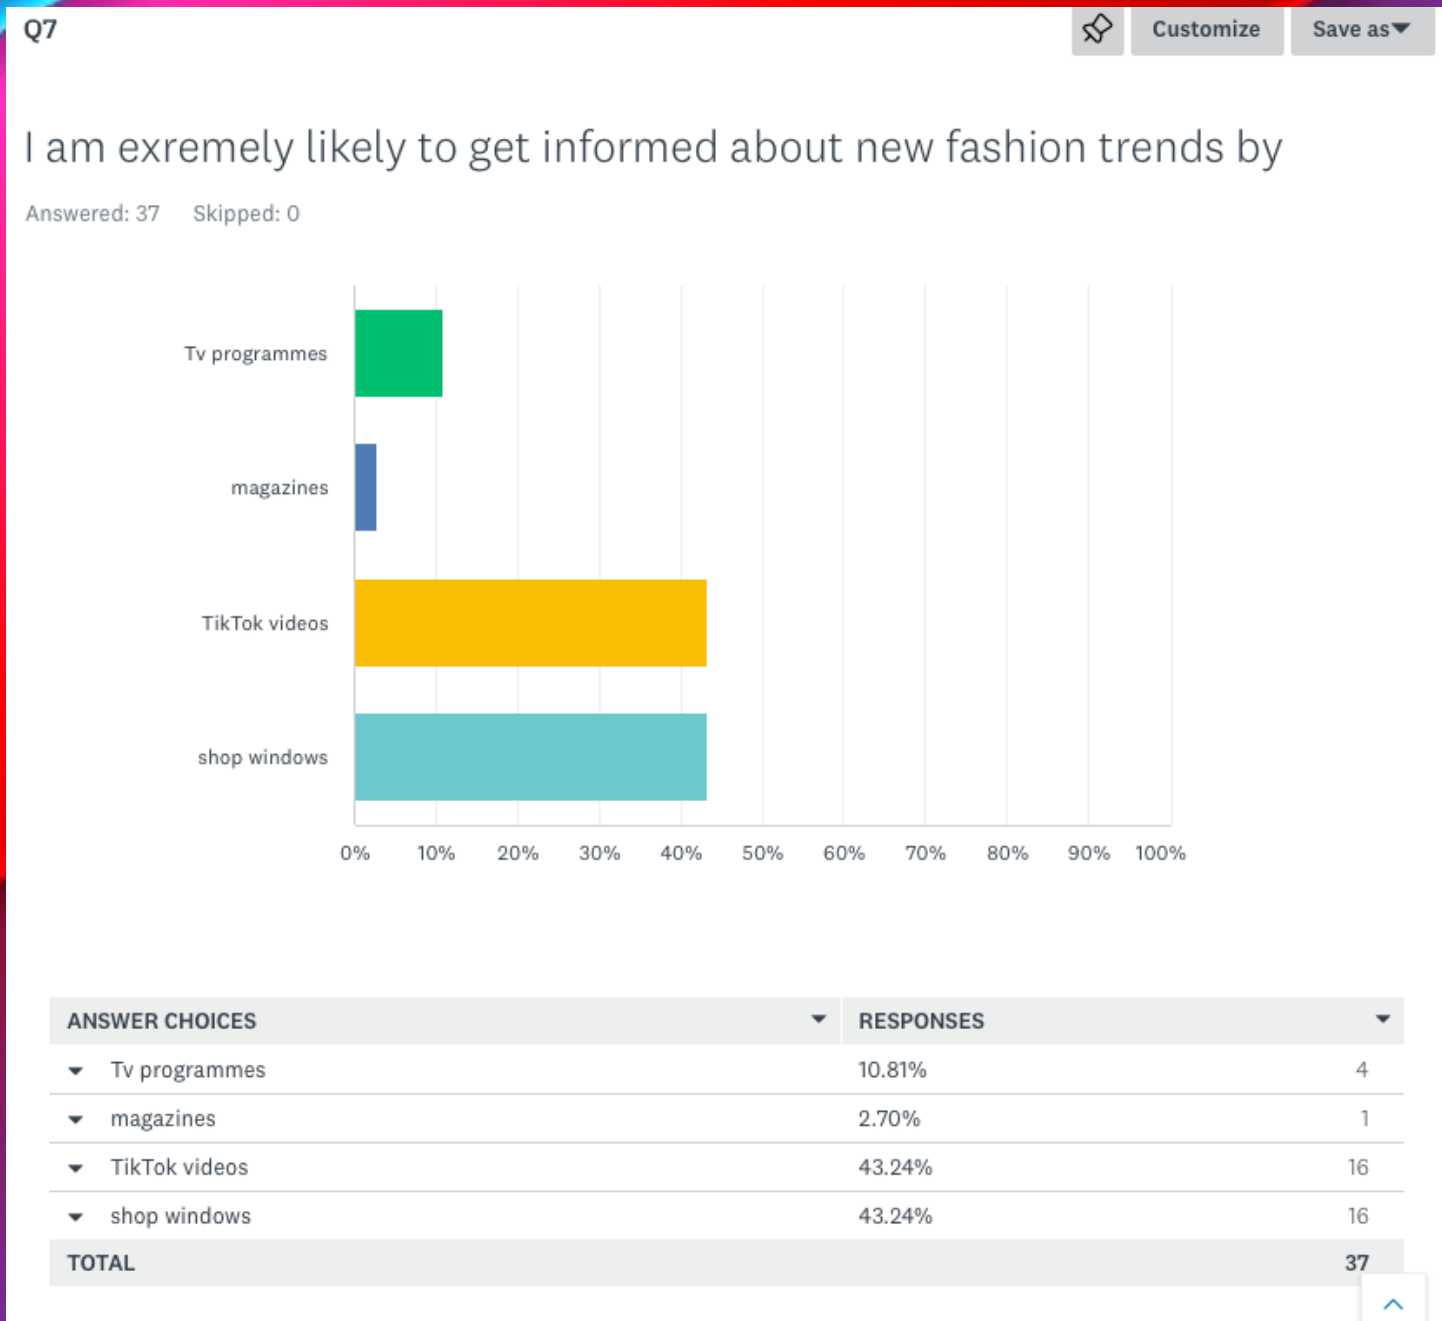 Q7
Customize
Save as
I am exremely likely to get informed about new fashion trends by
Answered: 37 Skipped: 0
Tv programmes
magazines
TikTok videos
shop windows
0% 10% 20% 30% 40% 50% 60% 70% 80% 90% 100%
ANSWER CHOICES RESPONSES
Tv programmes 10.81% 4
magazines 2.70% 1
TikTok videos 43.24% 16
shop windows 43.24% 16
TOTAL 37